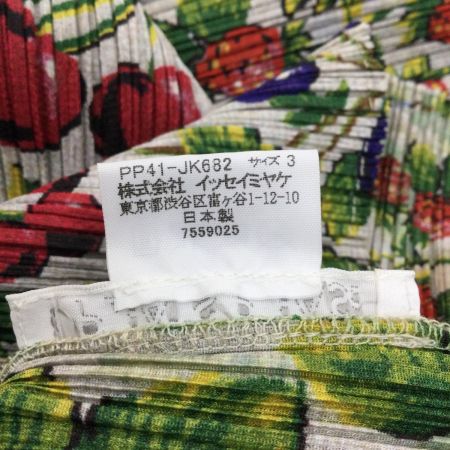 PP41-JK682 サイズ 3
株式会社 イッセイミヤケ
東京都渋谷区富ヶ谷1-12-10
日本製
7559025